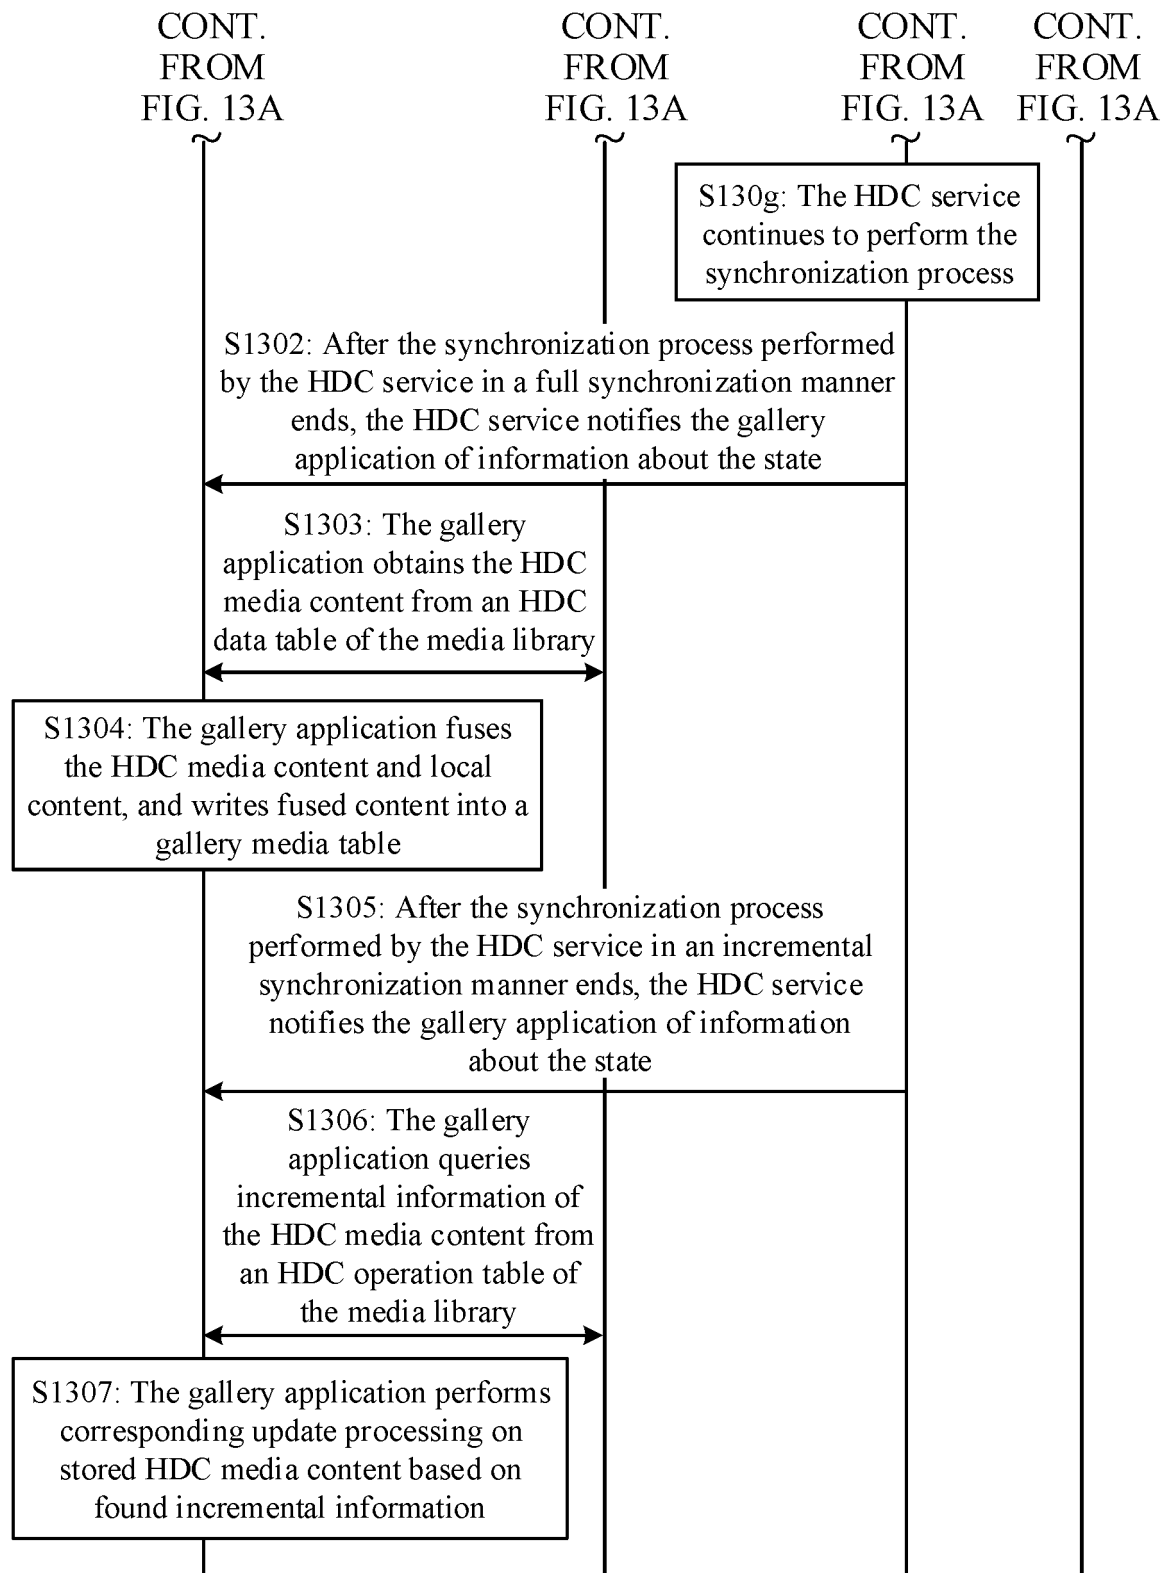 CONT.
FROM
FIG. 13A
CONT.
FROM
FIG. 13A
CONT.
FROM
FIG. 13A
CONT.
FROM
FIG. 13A
S130g: The HDC service
continues to perform the
synchronization process
S1302: After the synchronization process performed
by the HDC service in a full synchronization manner
ends, the HDC service notifies the gallery
application of information about the state
S1303: The gallery
application obtains the HDC
media content from an HDC
data table of the media library
S1304: The gallery application fuses
the HDC media content and local
content, and writes fused content into a
gallery media table
S1305: After the synchronization process
performed by the HDC service in an incremental
synchronization manner ends, the HDC service
notifies the gallery application of information
about the state
S1306: The gallery
application queries
incremental information of
the HDC media content from
an HDC operation table of
the media library
S1307: The gallery application performs
corresponding update processing on
stored HDC media content based on
found incremental information